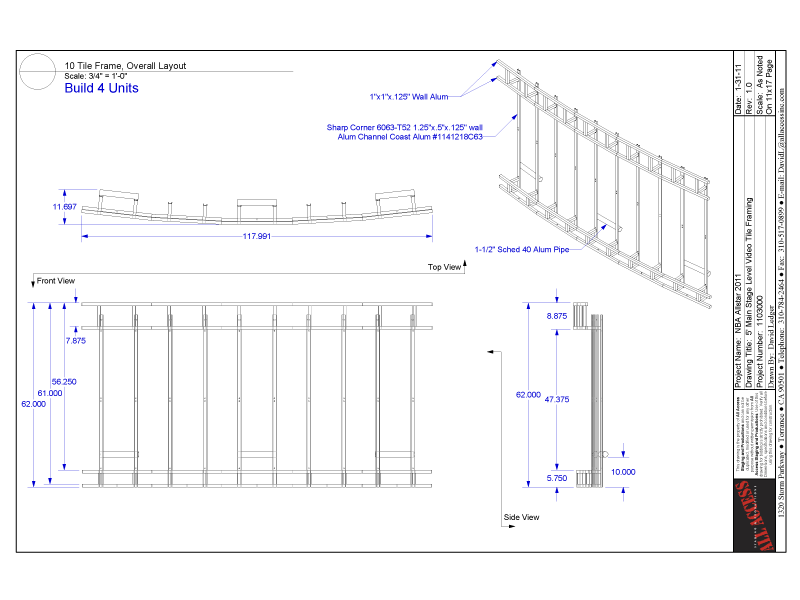 10 Tile Frame, Overall Layout
Scale: 3/4" = 1'-0"
Build 4 Units
1"x1"x.125" Wall Alum
Sharp Corner 6063-T52 1.25"x.5"x.125" wall
Alum Channel Coast Alum #1141218C63
1-1/2" Sched 40 Alum Pipe
11.697
117.991
Top View
Front View
7.875
56.250
61.000
62.000
8.875
62.000
47.375
5.750
10.000
Side View
Date: 1-31-11
Rev: 1.0
Scale: As Noted
On 11x17 Page
Project Name: NBA Allstar 2011
Drawing Title: 5' Main Stage Level Video Tile Framing
Project Number: 1103000
Drawn By: David Ledger
ALL ACCESS
1320 Storm Parkway ● Torrance ● CA 90501 ● Telephone: 310-784-2464 ● Fax: 310-517-0899 ● E-mail: DavidL@allaccessinc.com